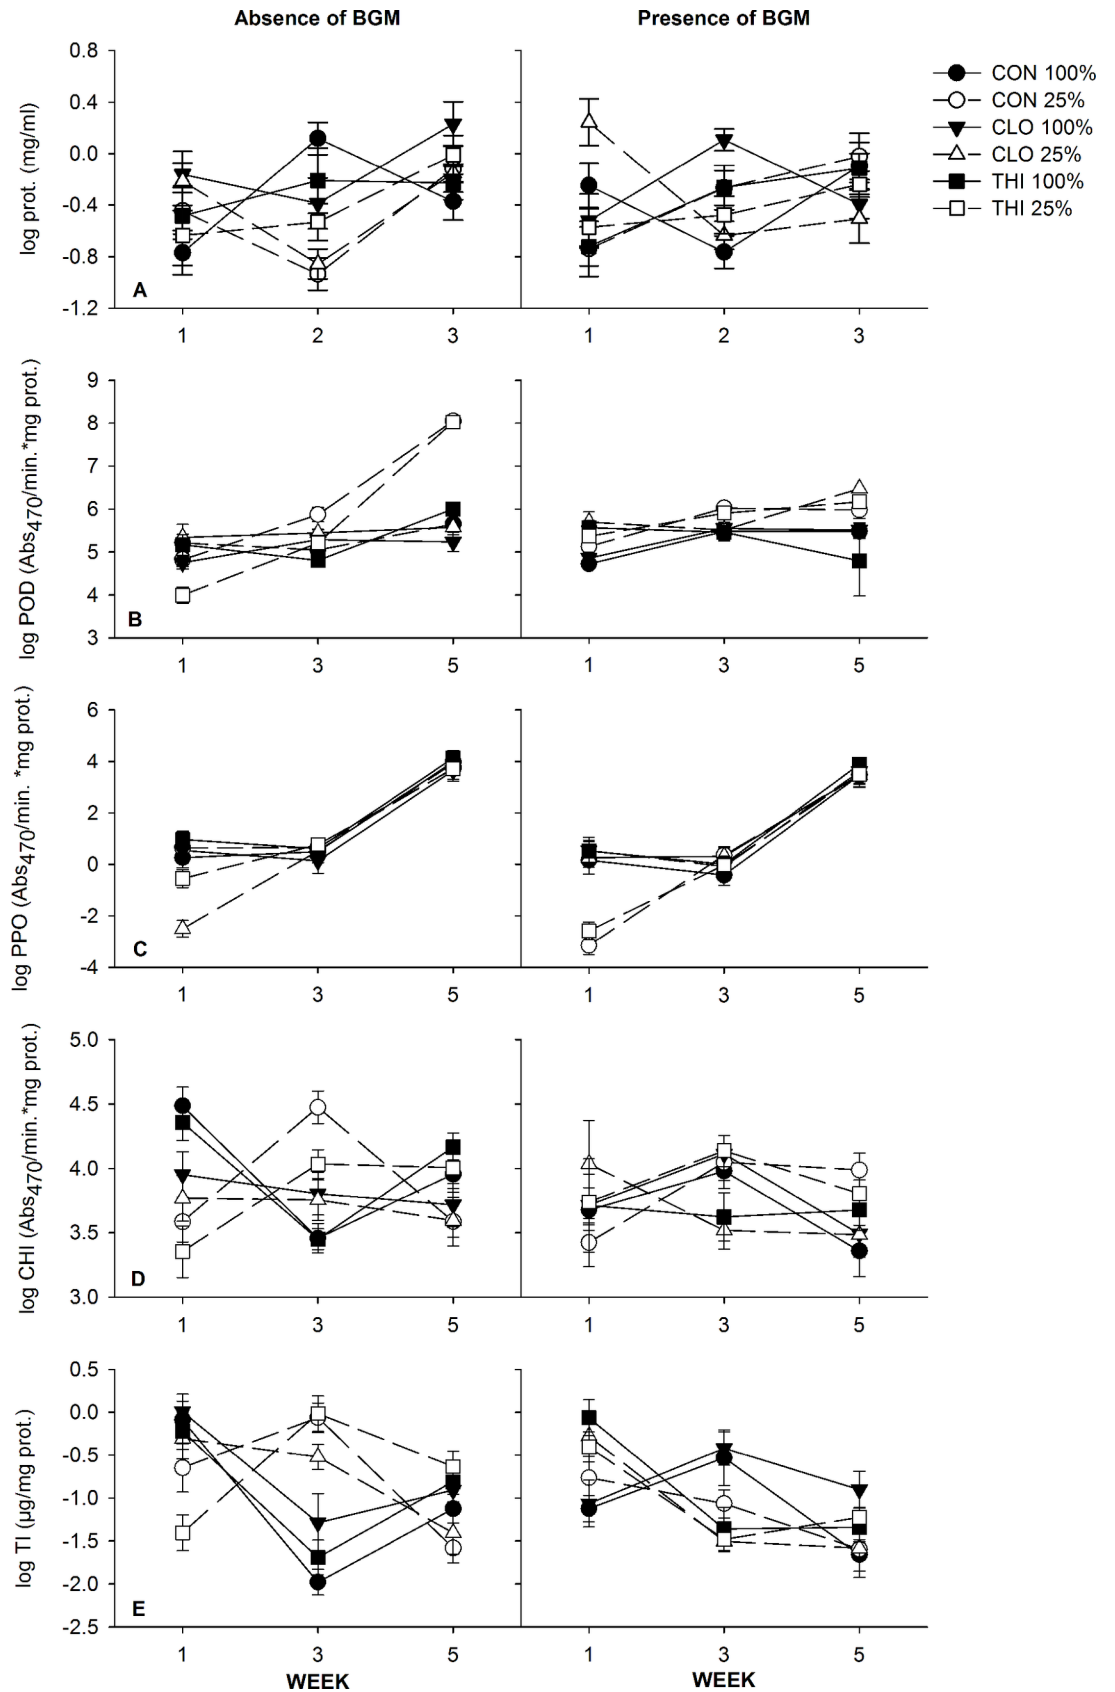 Absence of BGM
Presence of BGM
CON 100%
CON 25%
CLO 100%
CLO 25%
THI 100%
THI 25%
log prot. (mg/ml)
0.8
0.4
0.0
-0.4
-0.8
-1.2
A
1 2 3
1 2 3
log POD (Abs470/min.*mg prot.)
9
8
7
6
5
4
3
B
1 3 5
1 3 5
log PPO (Abs470/min. *mg prot.)
6
4
2
0
-2
-4
C
1 3 5
1 3 5
log CHI (Abs470/min.*mg prot.)
5.0
4.5
4.0
3.5
3.0
D
1 3 5
1 3 5
log TI (µg/mg prot.)
0.5
0.0
-0.5
-1.0
-1.5
-2.0
-2.5
E
1 3 5
1 3 5
WEEK
WEEK